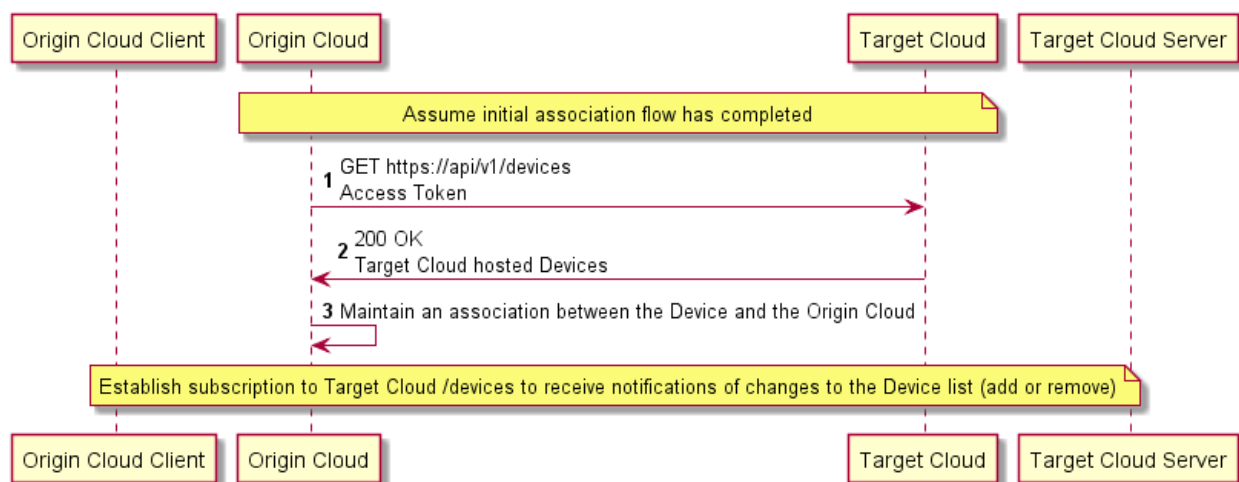 Origin Cloud Client
Origin Cloud
Target Cloud
Target Cloud Server
Assume initial association flow has completed
1 GET https://api/v1/devices
Access Token
2 200 OK
Target Cloud hosted Devices
3 Maintain an association between the Device and the Origin Cloud
Establish subscription to Target Cloud /devices to receive notifications of changes to the Device list (add or remove)
Origin Cloud Client
Origin Cloud
Target Cloud
Target Cloud Server